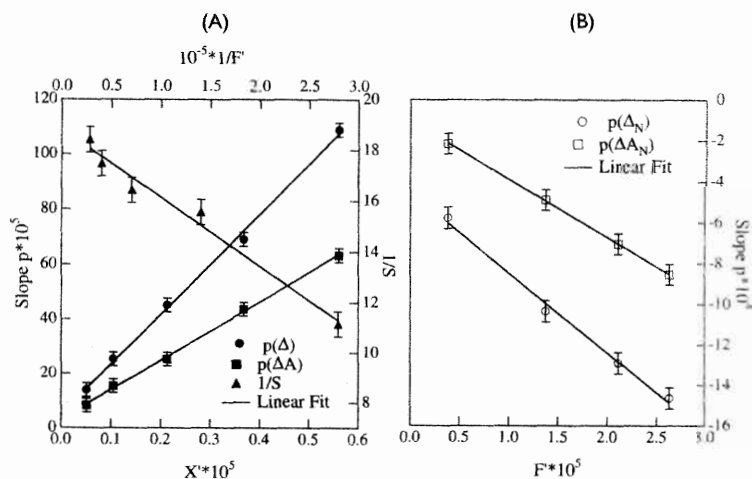 (A)
10⁻⁵*1/F'
0.0 0.5 1.0 1.5 2.0 2.5 3.0
120 100 80 60 40 20 0
Slope p*10⁵
20 18 16 14 12 10 8
1/S
p(Δ)
p(ΔA)
1/S
Linear Fit
0.0 0.1 0.2 0.3 0.4 0.5 0.6
X'*10⁵
(B)
p(Δ_N)
p(ΔA_N)
Linear Fit
0 -2 -4 -6 -8 -10 -12 -14 -16
Slope p*10⁵
0.0 0.5 1.0 1.5 2.0 2.5 3.0
F'*10⁵